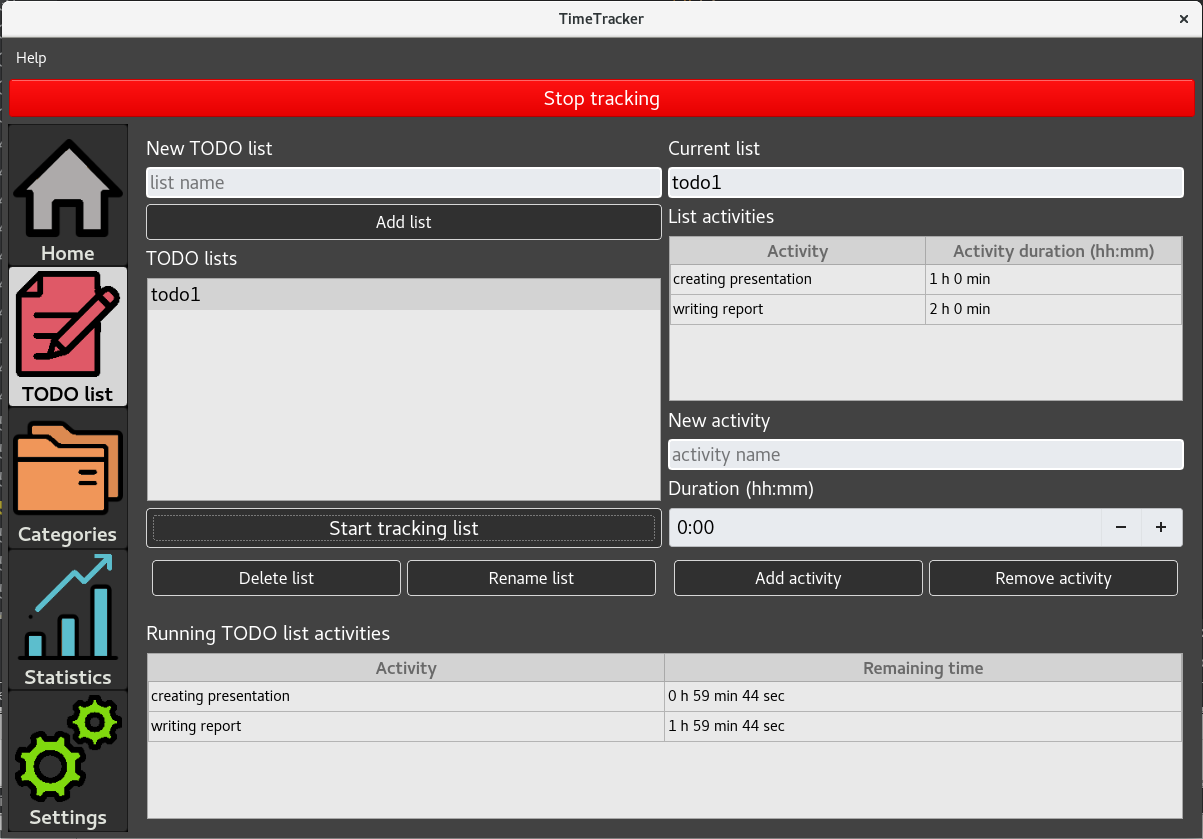 TimeTracker
Help
Stop tracking
Home
TODO list
Categories
Statistics
Settings
New TODO list
list name
Add list
TODO lists
todo1
Start tracking list
Delete list Rename list
Current list
todo1
List activities
Activity Activity duration (hh:mm)
creating presentation 1 h 0 min
writing report 2 h 0 min
New activity
activity name
Duration (hh:mm)
0:00
Add activity Remove activity
Running TODO list activities
Activity Remaining time
creating presentation 0 h 59 min 44 sec
writing report 1 h 59 min 44 sec